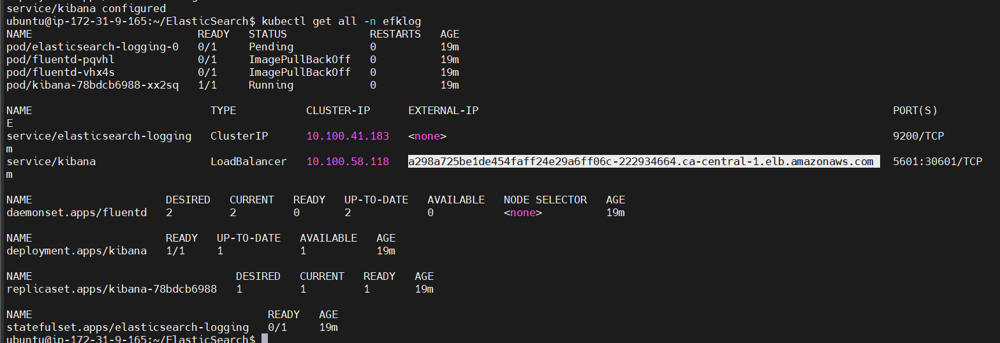 service/kibana configured
ubuntu@ip-172-31-9-165:~/ElasticSearch$ kubectl get all -n efklog
NAME                          READY   STATUS             RESTARTS   AGE
pod/elasticsearch-logging-0   0/1     Pending            0          19m
pod/fluentd-pqvhl             0/1     ImagePullBackOff   0          19m
pod/fluentd-vhx4s             0/1     ImagePullBackOff   0          19m
pod/kibana-78bdcb6988-xx2sq   1/1     Running            0          19m
NAME                            TYPE           CLUSTER-IP      EXTERNAL-IP                                                                 PORT(S)
E
service/elasticsearch-logging   ClusterIP      10.100.41.183   <none>                                                                      9200/TCP
m
service/kibana                  LoadBalancer   10.100.58.118   a298a725be1de454faff24e29a6ff06c-222934664.ca-central-1.elb.amazonaws.com   5601:30601/TCP
m
NAME                     DESIRED   CURRENT   READY   UP-TO-DATE   AVAILABLE   NODE SELECTOR   AGE
daemonset.apps/fluentd   2         2         0       2            0           <none>          19m
NAME                     READY   UP-TO-DATE   AVAILABLE   AGE
deployment.apps/kibana   1/1     1            1           19m
NAME                                DESIRED   CURRENT   READY   AGE
replicaset.apps/kibana-78bdcb6988   1         1         1       19m
NAME                                     READY   AGE
statefulset.apps/elasticsearch-logging   0/1     19m
ubuntu@ip-172-31-9-165:~/ElasticSearch$